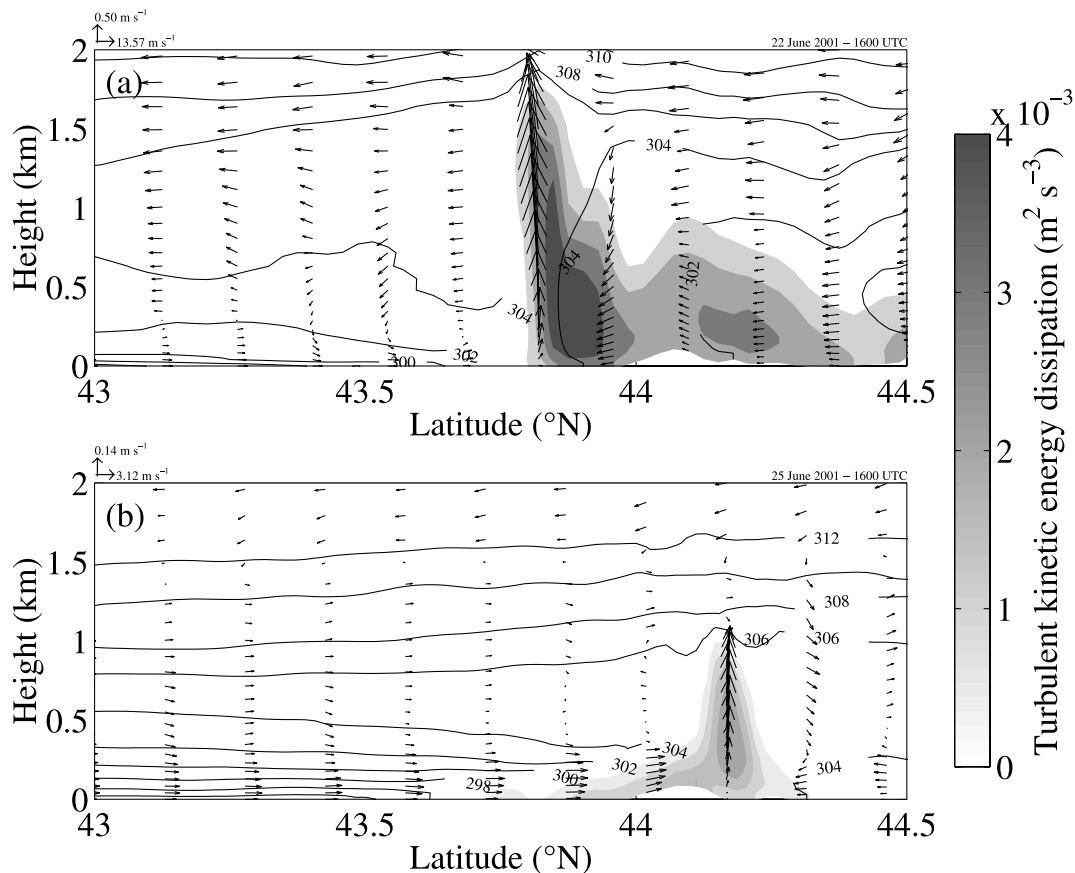 0.50 m s−1
13.57 m s−1
22 June 2001 − 1600 UTC
(a)
2
1.5
1
0.5
0
Height (km)
310
308
304
304
302
304
302
300
43
43.5
44
44.5
Latitude (°N)
x 10−3
4
3
2
1
0
Turbulent kinetic energy dissipation (m2 s−3)
0.14 m s−1
3.12 m s−1
25 June 2001 − 1600 UTC
(b)
2
1.5
1
0.5
0
Height (km)
312
308
306
306
304
304
302
300
298
43
43.5
44
44.5
Latitude (°N)